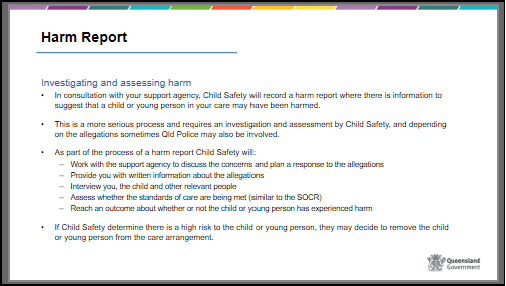 Harm Report
Investigating and assessing harm
• In consultation with your support agency, Child Safety will record a harm report where there is information to
suggest that a child or young person in your care may have been harmed.
• This is a more serious process and requires an investigation and assessment by Child Safety, and depending
on the allegations sometimes Qld Police may also be involved.
• As part of the process of a harm report Child Safety will:
– Work with the support agency to discuss the concerns and plan a response to the allegations
– Provide you with written information about the allegations
– Interview you, the child and other relevant people
– Assess whether the standards of care are being met (similar to the SOCR)
– Reach an outcome about whether or not the child or young person has experienced harm
• If Child Safety determine there is a high risk to the child or young person, they may decide to remove the child
or young person from the care arrangement.
Queensland
Government